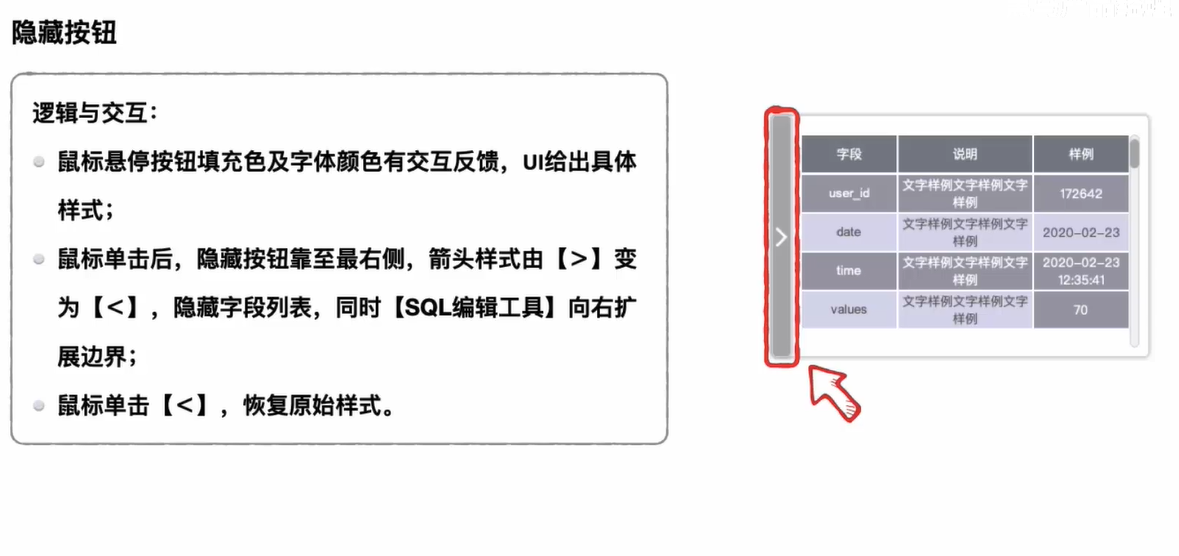 隐藏按钮
逻辑与交互：
鼠标悬停按钮填充色及字体颜色有交互反馈，UI给出具体
样式；
鼠标单击后，隐藏按钮靠至最右侧，箭头样式由【>】变
为【<】，隐藏字段列表，同时【SQL编辑工具】向右扩
展边界；
鼠标单击【<】，恢复原始样式。
字段 说明 样例
user_id 文字样例文字样例文字
样例 172642
date 文字样例文字样例文字
样例 2020-02-23
time 文字样例文字样例文字
样例 2020-02-23
12:35:41
values 文字样例文字样例文字
样例 70